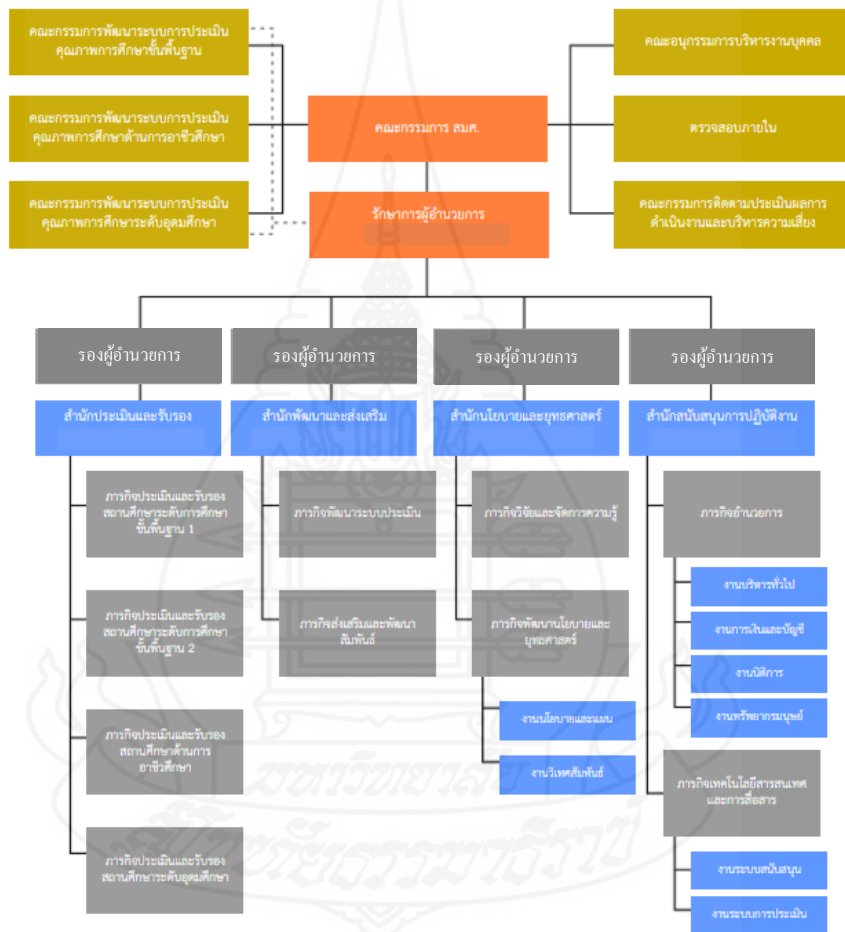 คณะกรรมการพัฒนาระบบการประเมิน
คุณภาพการศึกษาขั้นพื้นฐาน
คณะอนุกรรมการบริหารงานบุคคล
คณะกรรมการพัฒนาระบบการประเมิน
คุณภาพการศึกษาด้านการอาชีวศึกษา
คณะกรรมการ สมศ.
ตรวจสอบภายใน
คณะกรรมการพัฒนาระบบการประเมิน
คุณภาพการศึกษาระดับอุดมศึกษา
รักษาการผู้อำนวยการ
คณะกรรมการติดตามประเมินผลการ
ดำเนินงานและบริหารความเสี่ยง
รองผู้อำนวยการ
รองผู้อำนวยการ
รองผู้อำนวยการ
รองผู้อำนวยการ
สำนักประเมินและรับรอง
สำนักพัฒนาและส่งเสริม
สำนักนโยบายและยุทธศาสตร์
สำนักสนับสนุนการปฏิบัติงาน
ภารกิจประเมินและรับรอง
สถานศึกษาระดับการศึกษา
ขั้นพื้นฐาน 1
ภารกิจพัฒนาระบบประเมิน
ภารกิจวิจัยและจัดการความรู้
ภารกิจอำนวยการ
งานบริหารทั่วไป
งานการเงินและบัญชี
งานนิติการ
งานทรัพยากรมนุษย์
ภารกิจประเมินและรับรอง
สถานศึกษาระดับการศึกษา
ขั้นพื้นฐาน 2
ภารกิจส่งเสริมและพัฒนา
สัมพันธ์
ภารกิจพัฒนานโยบายและ
ยุทธศาสตร์
งานนโยบายและแผน
งานวิเทศสัมพันธ์
ภารกิจประเมินและรับรอง
สถานศึกษาด้านการ
อาชีวศึกษา
ภารกิจเทคโนโลยีสารสนเทศ
และการสื่อสาร
ภารกิจประเมินและรับรอง
สถานศึกษาระดับอุดมศึกษา
งานระบบสนับสนุน
งานระบบการประเมิน
มหาวิทยาลัย
สุโขทัยธรรมาธิราช